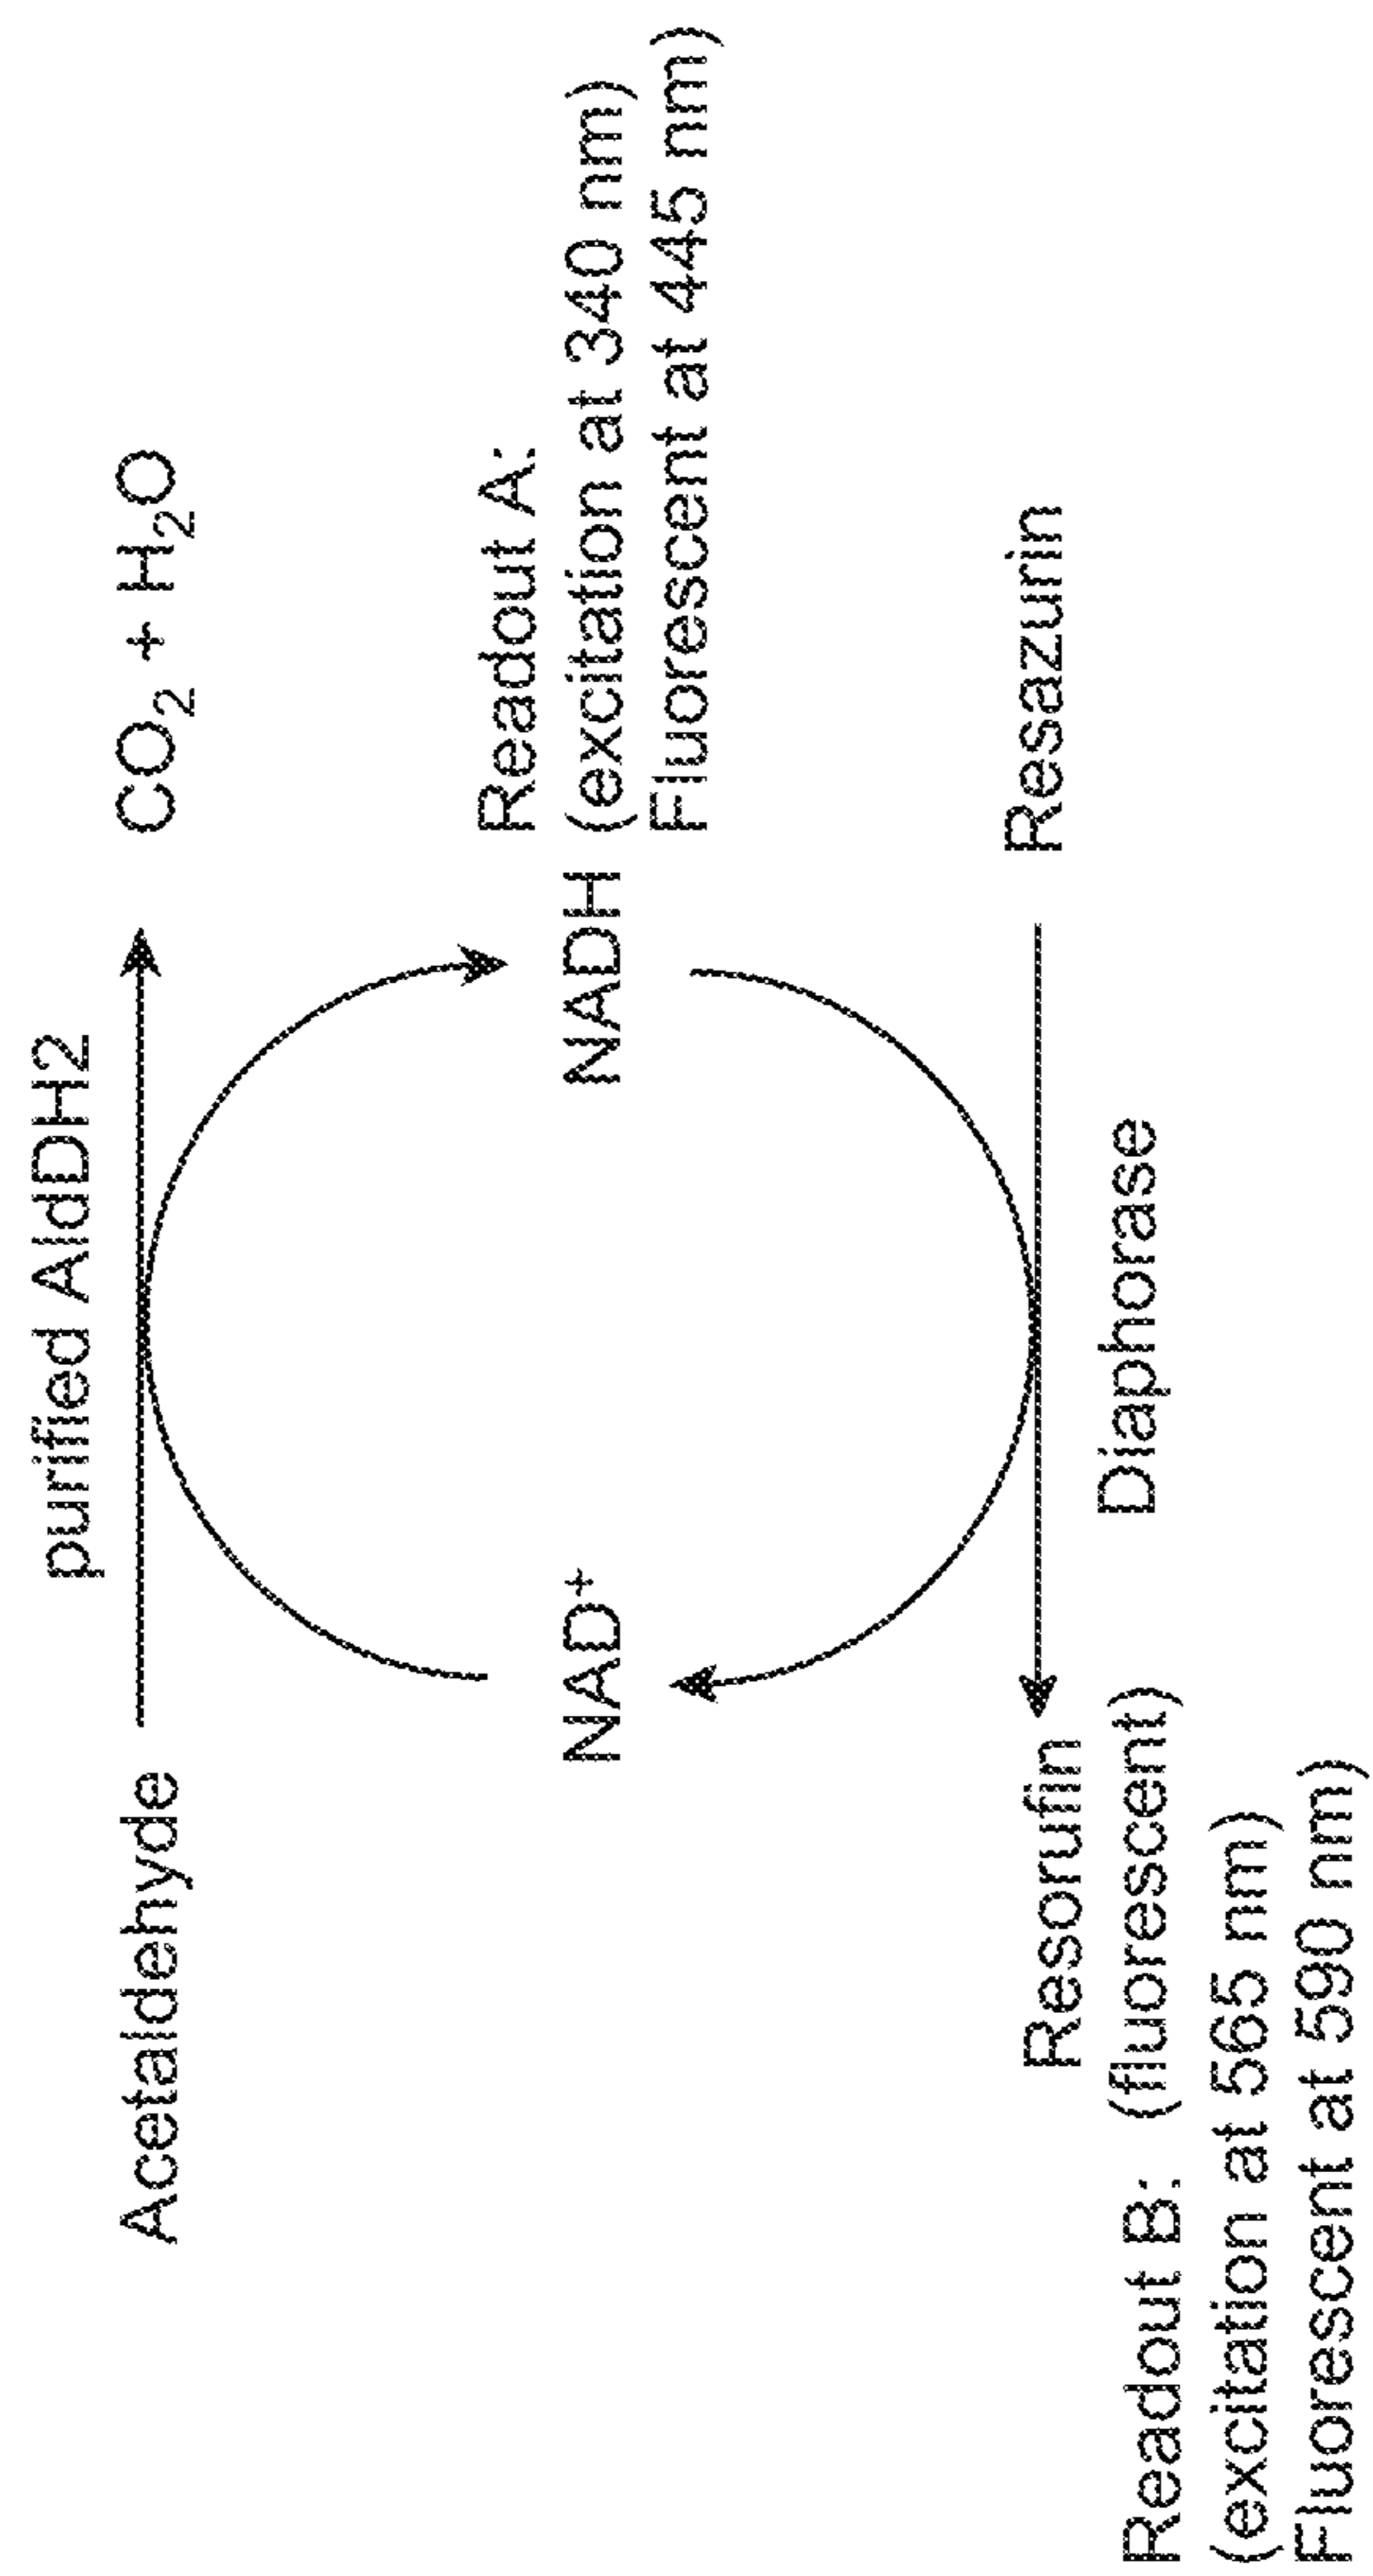 purified AldDH2
Acetaldehyde
CO₂ + H₂O
Readout A:
NAD⁺
NADH (excitation at 340 nm)
Fluorescent at 445 nm)
Resorufin
Resazurin
Readout B: (fluorescent)
Diaphorase
(excitation at 565 nm)
Fluorescent at 590 nm)